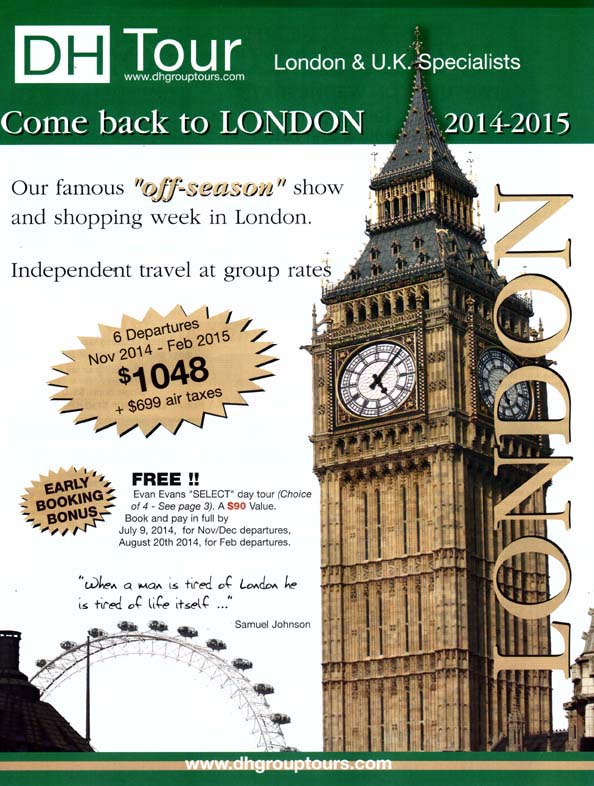 DH Tour
www.dhgrouptours.com
London & U.K. Specialists
Come back to LONDON 2014-2015
Our famous "off-season" show
and shopping week in London.
Independent travel at group rates
LONDON
6 Departures
Nov 2014 - Feb 2015
$1048
+ $699 air taxes
EARLY
BOOKING
BONUS
FREE !!
Evan Evans "SELECT" day tour (Choice
of 4 - See page 3). A $90 Value.
Book and pay in full by
July 9, 2014, for Nov/Dec departures,
August 20th 2014, for Feb departures.
"When a man is tired of London he
is tired of life itself ..."
Samuel Johnson
www.dhgrouptours.com